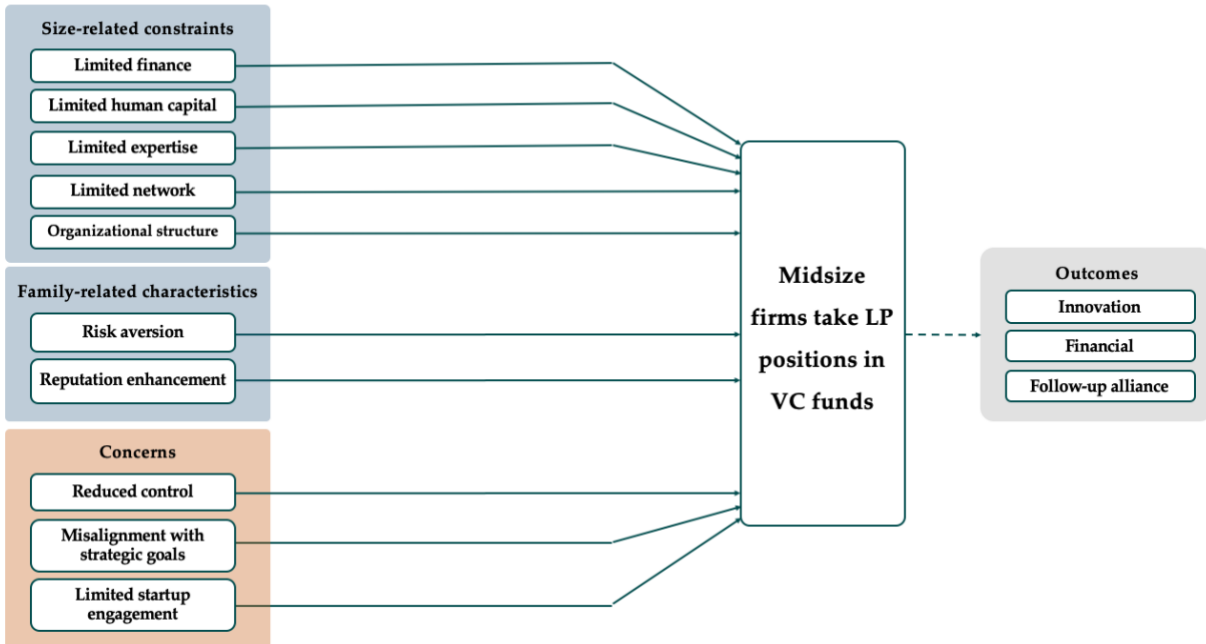 Size-related constraints
Limited finance
Limited human capital
Limited expertise
Limited network
Organizational structure
Family-related characteristics
Risk aversion
Reputation enhancement
Concerns
Reduced control
Misalignment with
strategic goals
Limited startup
engagement
Midsize
firms take LP
positions in
VC funds
Outcomes
Innovation
Financial
Follow-up alliance